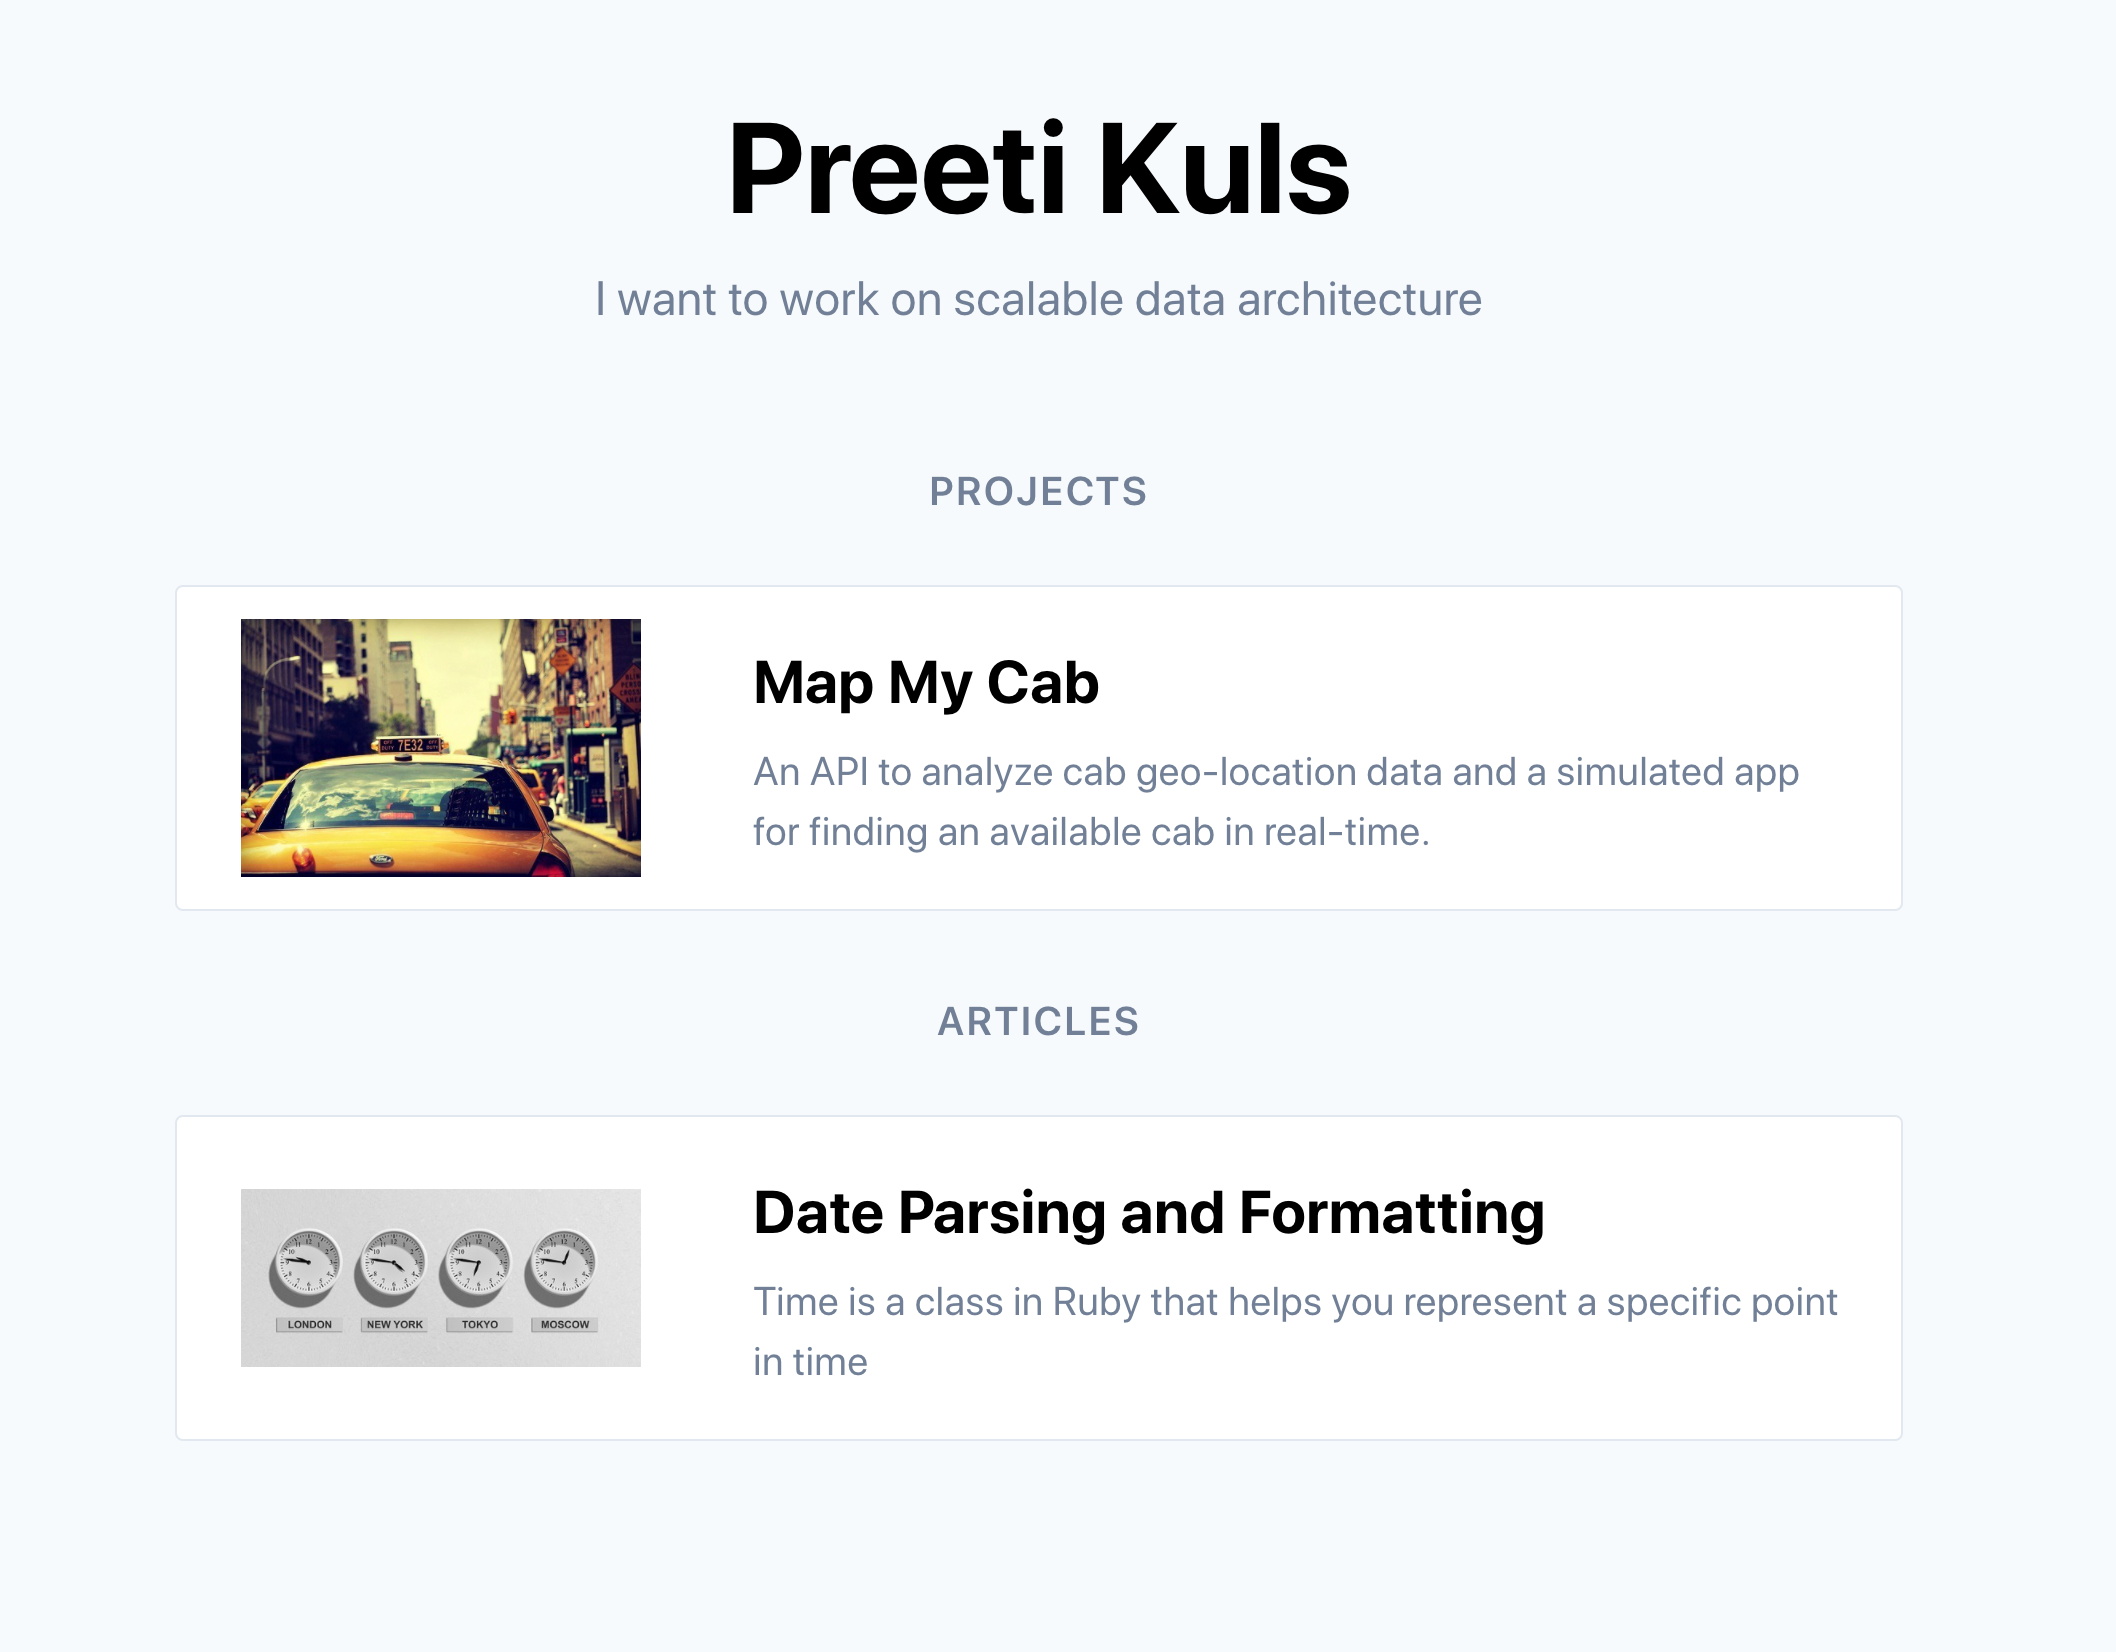 Preeti Kuls
I want to work on scalable data architecture
PROJECTS
7E32
Map My Cab
An API to analyze cab geo-location data and a simulated app
for finding an available cab in real-time.
ARTICLES
LONDON
NEW YORK
TOKYO
MOSCOW
Date Parsing and Formatting
Time is a class in Ruby that helps you represent a specific point
in time